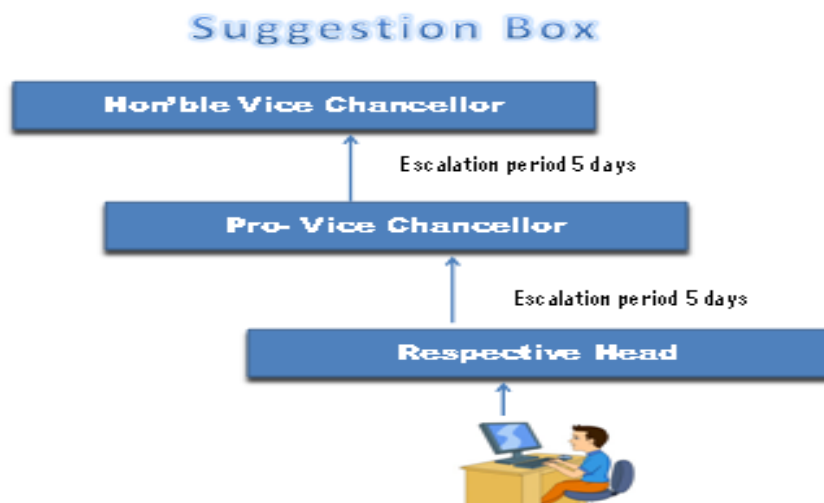 Suggestion Box
Hon'ble Vice Chancellor
Escalation period 5 days
Pro- Vice Chancellor
Escalation period 5 days
Respective Head